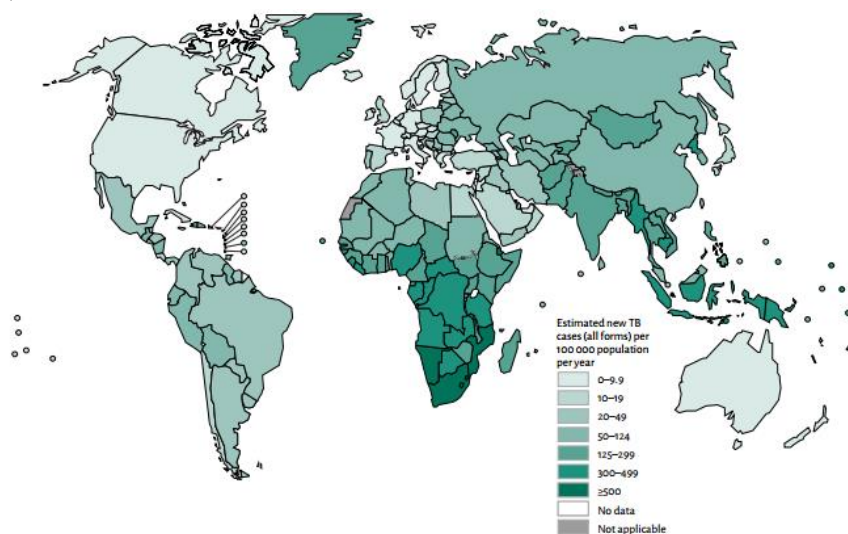 Estimated new TB
cases (all forms) per
100 000 population
per year
0–9.9
10–19
20–49
50–124
125–299
300–499
≥500
No data
Not applicable